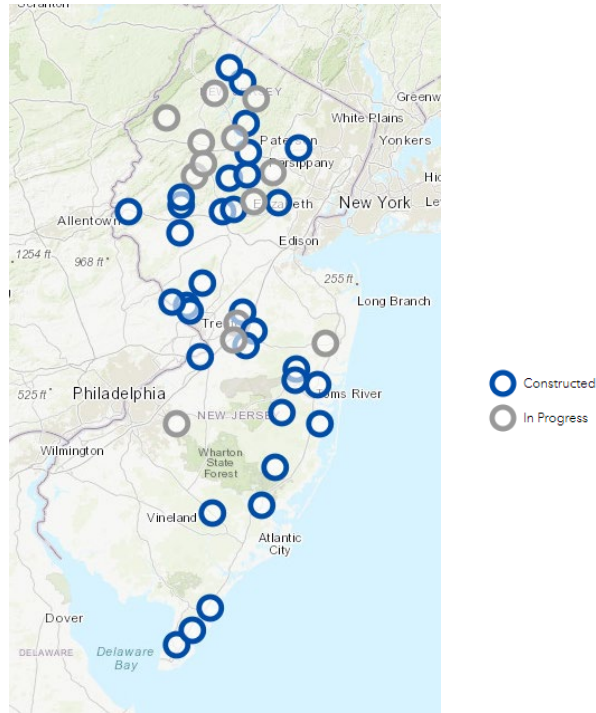 Scranton
NEW JERSEY
Greenw
White Plains
Paterson
Yonkers
Parsippany
Hic
Allentown
Elizabeth
New York
Le
Edison
1254 ft
968 ft
255 ft
Long Branch
Trenton
Philadelphia
525 ft
Toms River
NEW JERSEY
Constructed
In Progress
Wilmington
Wharton
State
Forest
Vineland
Atlantic
City
Dover
DELAWARE
Delaware
Bay